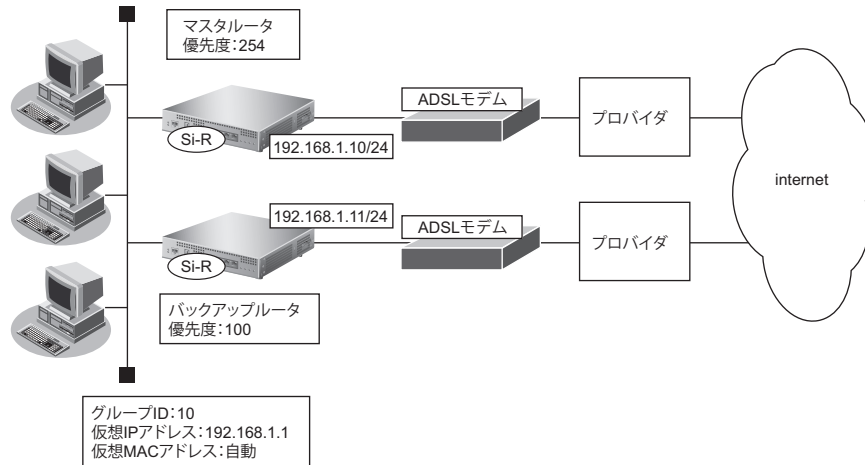 マスタルータ
優先度：254
Si-R
192.168.1.10/24
ADSLモデム
プロバイダ
internet
192.168.1.11/24
Si-R
ADSLモデム
プロバイダ
バックアップルータ
優先度：100
グループID：10
仮想IPアドレス：192.168.1.1
仮想MACアドレス：自動